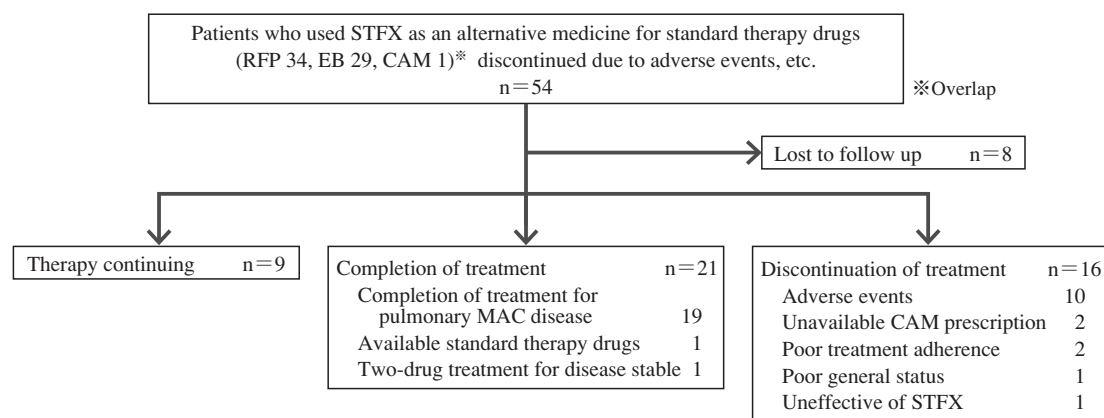 Patients who used STFX as an alternative medicine for standard therapy drugs
(RFP 34, EB 29, CAM 1)※ discontinued due to adverse events, etc.
n＝54
※Overlap
Lost to follow up n＝8
Therapy continuing n＝9
Completion of treatment n＝21
Completion of treatment for
pulmonary MAC disease 19
Available standard therapy drugs 1
Two-drug treatment for disease stable 1
Discontinuation of treatment n＝16
Adverse events 10
Unavailable CAM prescription 2
Poor treatment adherence 2
Poor general status 1
Uneffective of STFX 1